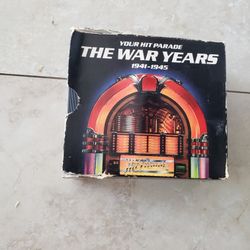 YOUR HIT PARADE
THE WAR YEARS
1941-1945